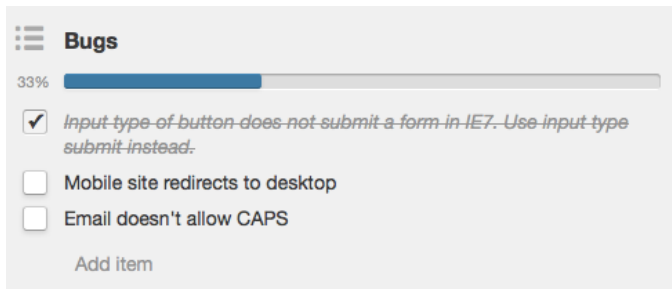 Bugs
33%
Input type of button does not submit a form in IE7. Use input type
submit instead.
Mobile site redirects to desktop
Email doesn't allow CAPS
Add item